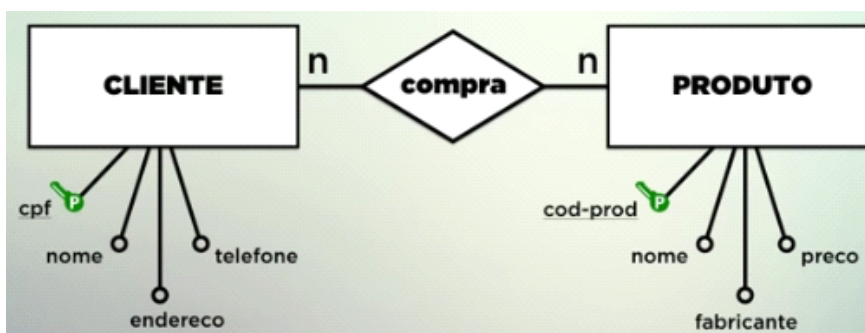 CLIENTE
n
compra
n
PRODUTO
cpf
P
nome
endereco
telefone
cod-prod
P
nome
fabricante
preco